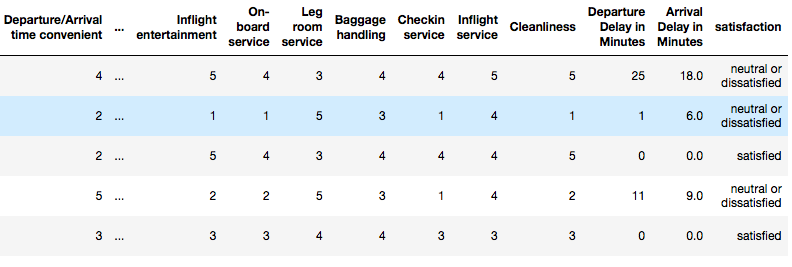 Departure/Arrival time convenient ... Inflight entertainment On-board service Leg room service Baggage handling Checkin service Inflight service Cleanliness Departure Delay in Minutes Arrival Delay in Minutes satisfaction
4 ... 5 4 3 4 4 5 5 25 18.0 neutral or dissatisfied
2 ... 1 1 5 3 1 4 1 1 6.0 neutral or dissatisfied
2 ... 5 4 3 4 4 4 5 0 0.0 satisfied
5 ... 2 2 5 3 1 4 2 11 9.0 neutral or dissatisfied
3 ... 3 3 4 4 3 3 3 0 0.0 satisfied